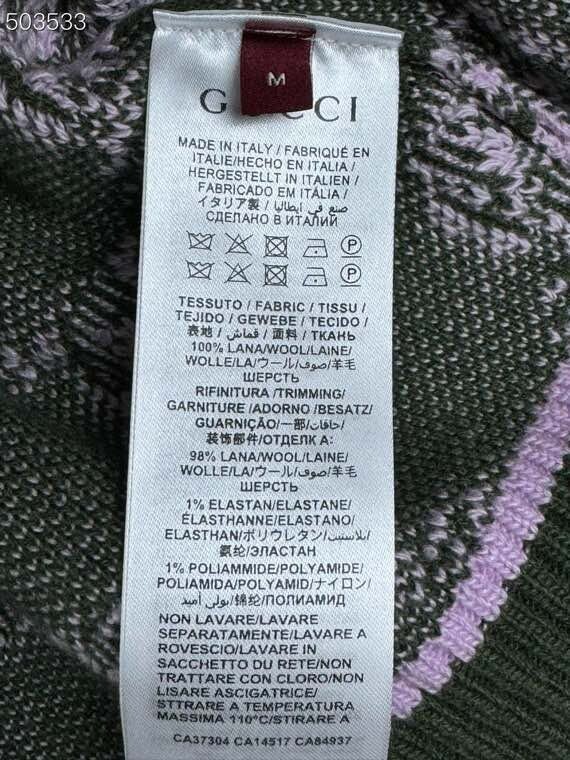 503533
M
GUCCI
MADE IN ITALY / FABRIQUÉ EN
ITALIE/HECHO EN ITALIA /
HERGESTELLT IN ITALIEN /
FABRICADO EM ITÁLIA /
イタリア製 / صنع في ايطاليا /
СДЕЛАНО В ИТАЛИИ
P
P
TESSUTO / FABRIC / TISSU /
TEJIDO / GEWEBE / TECIDO /
表地 / قماش / 面料 / ТКАНЬ
100% LANA/WOOL/LAINE/
WOLLE/LA/ウール/صوف/羊毛
ШЕРСТЬ
RIFINITURA /TRIMMING/
GARNITURE /ADORNO /BESATZ/
GUARNIÇÃO/一部/حافات/
装饰部件/ОТДЕЛКА А:
98% LANA/WOOL/LAINE/
WOLLE/LA/ウール/صوف/羊毛
ШЕРСТЬ
1% ELASTAN/ELASTANE/
ÉLASTHANNE/ELASTANO/
ELASTHAN/ポリウレタン/
氨纶/ЭЛАСТАН
1% POLIAMMIDE/POLYAMIDE/
POLIAMIDA/POLYAMID/ナイロン/
بولي أميد/锦纶/ПОЛИАМИД
NON LAVARE/LAVARE
SEPARATAMENTE/LAVARE A
ROVESCIO/LAVARE IN
SACCHETTO DU RETE/NON
TRATTARE CON CLORO/NON
LISARE ASCIGATRICE/
STTRARE A TEMPERATURA
MASSIMA 110°C/STIRARE A
CA37304 CA14517 CA84937